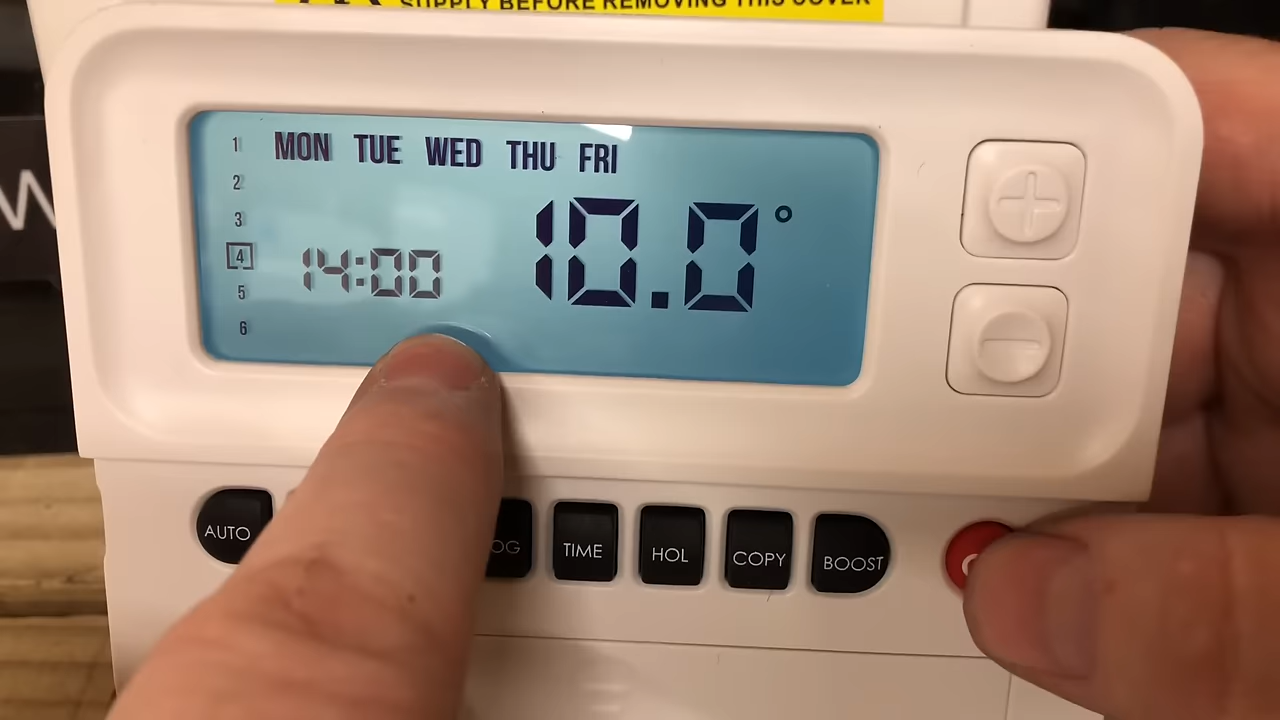 SUPPLY BEFORE REMOVING THIS COVER
W
1 MON TUE WED THU FRI
2
3
4 14:00 10.0°
5
6
AUTO OG TIME HOL COPY BOOST